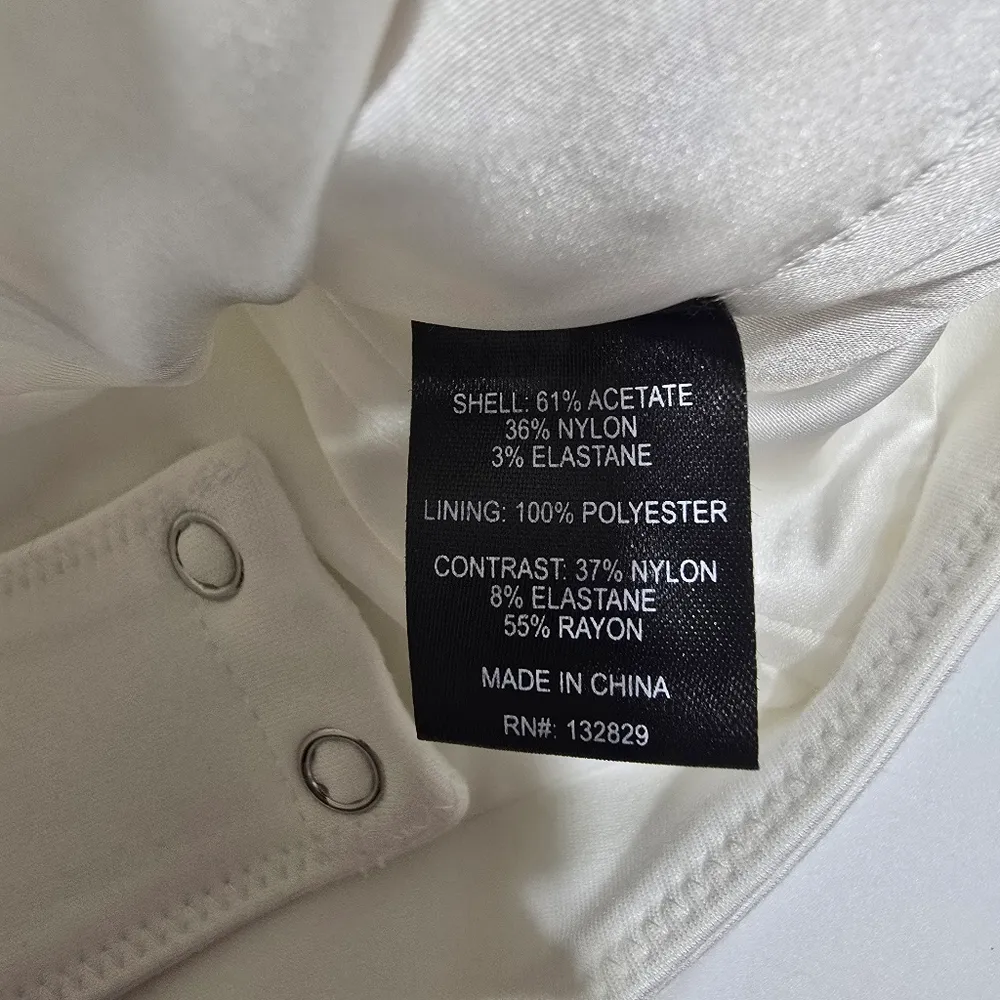 SHELL: 61% ACETATE
36% NYLON
3% ELASTANE
LINING: 100% POLYESTER
CONTRAST: 37% NYLON
8% ELASTANE
55% RAYON
MADE IN CHINA
RN#: 132829